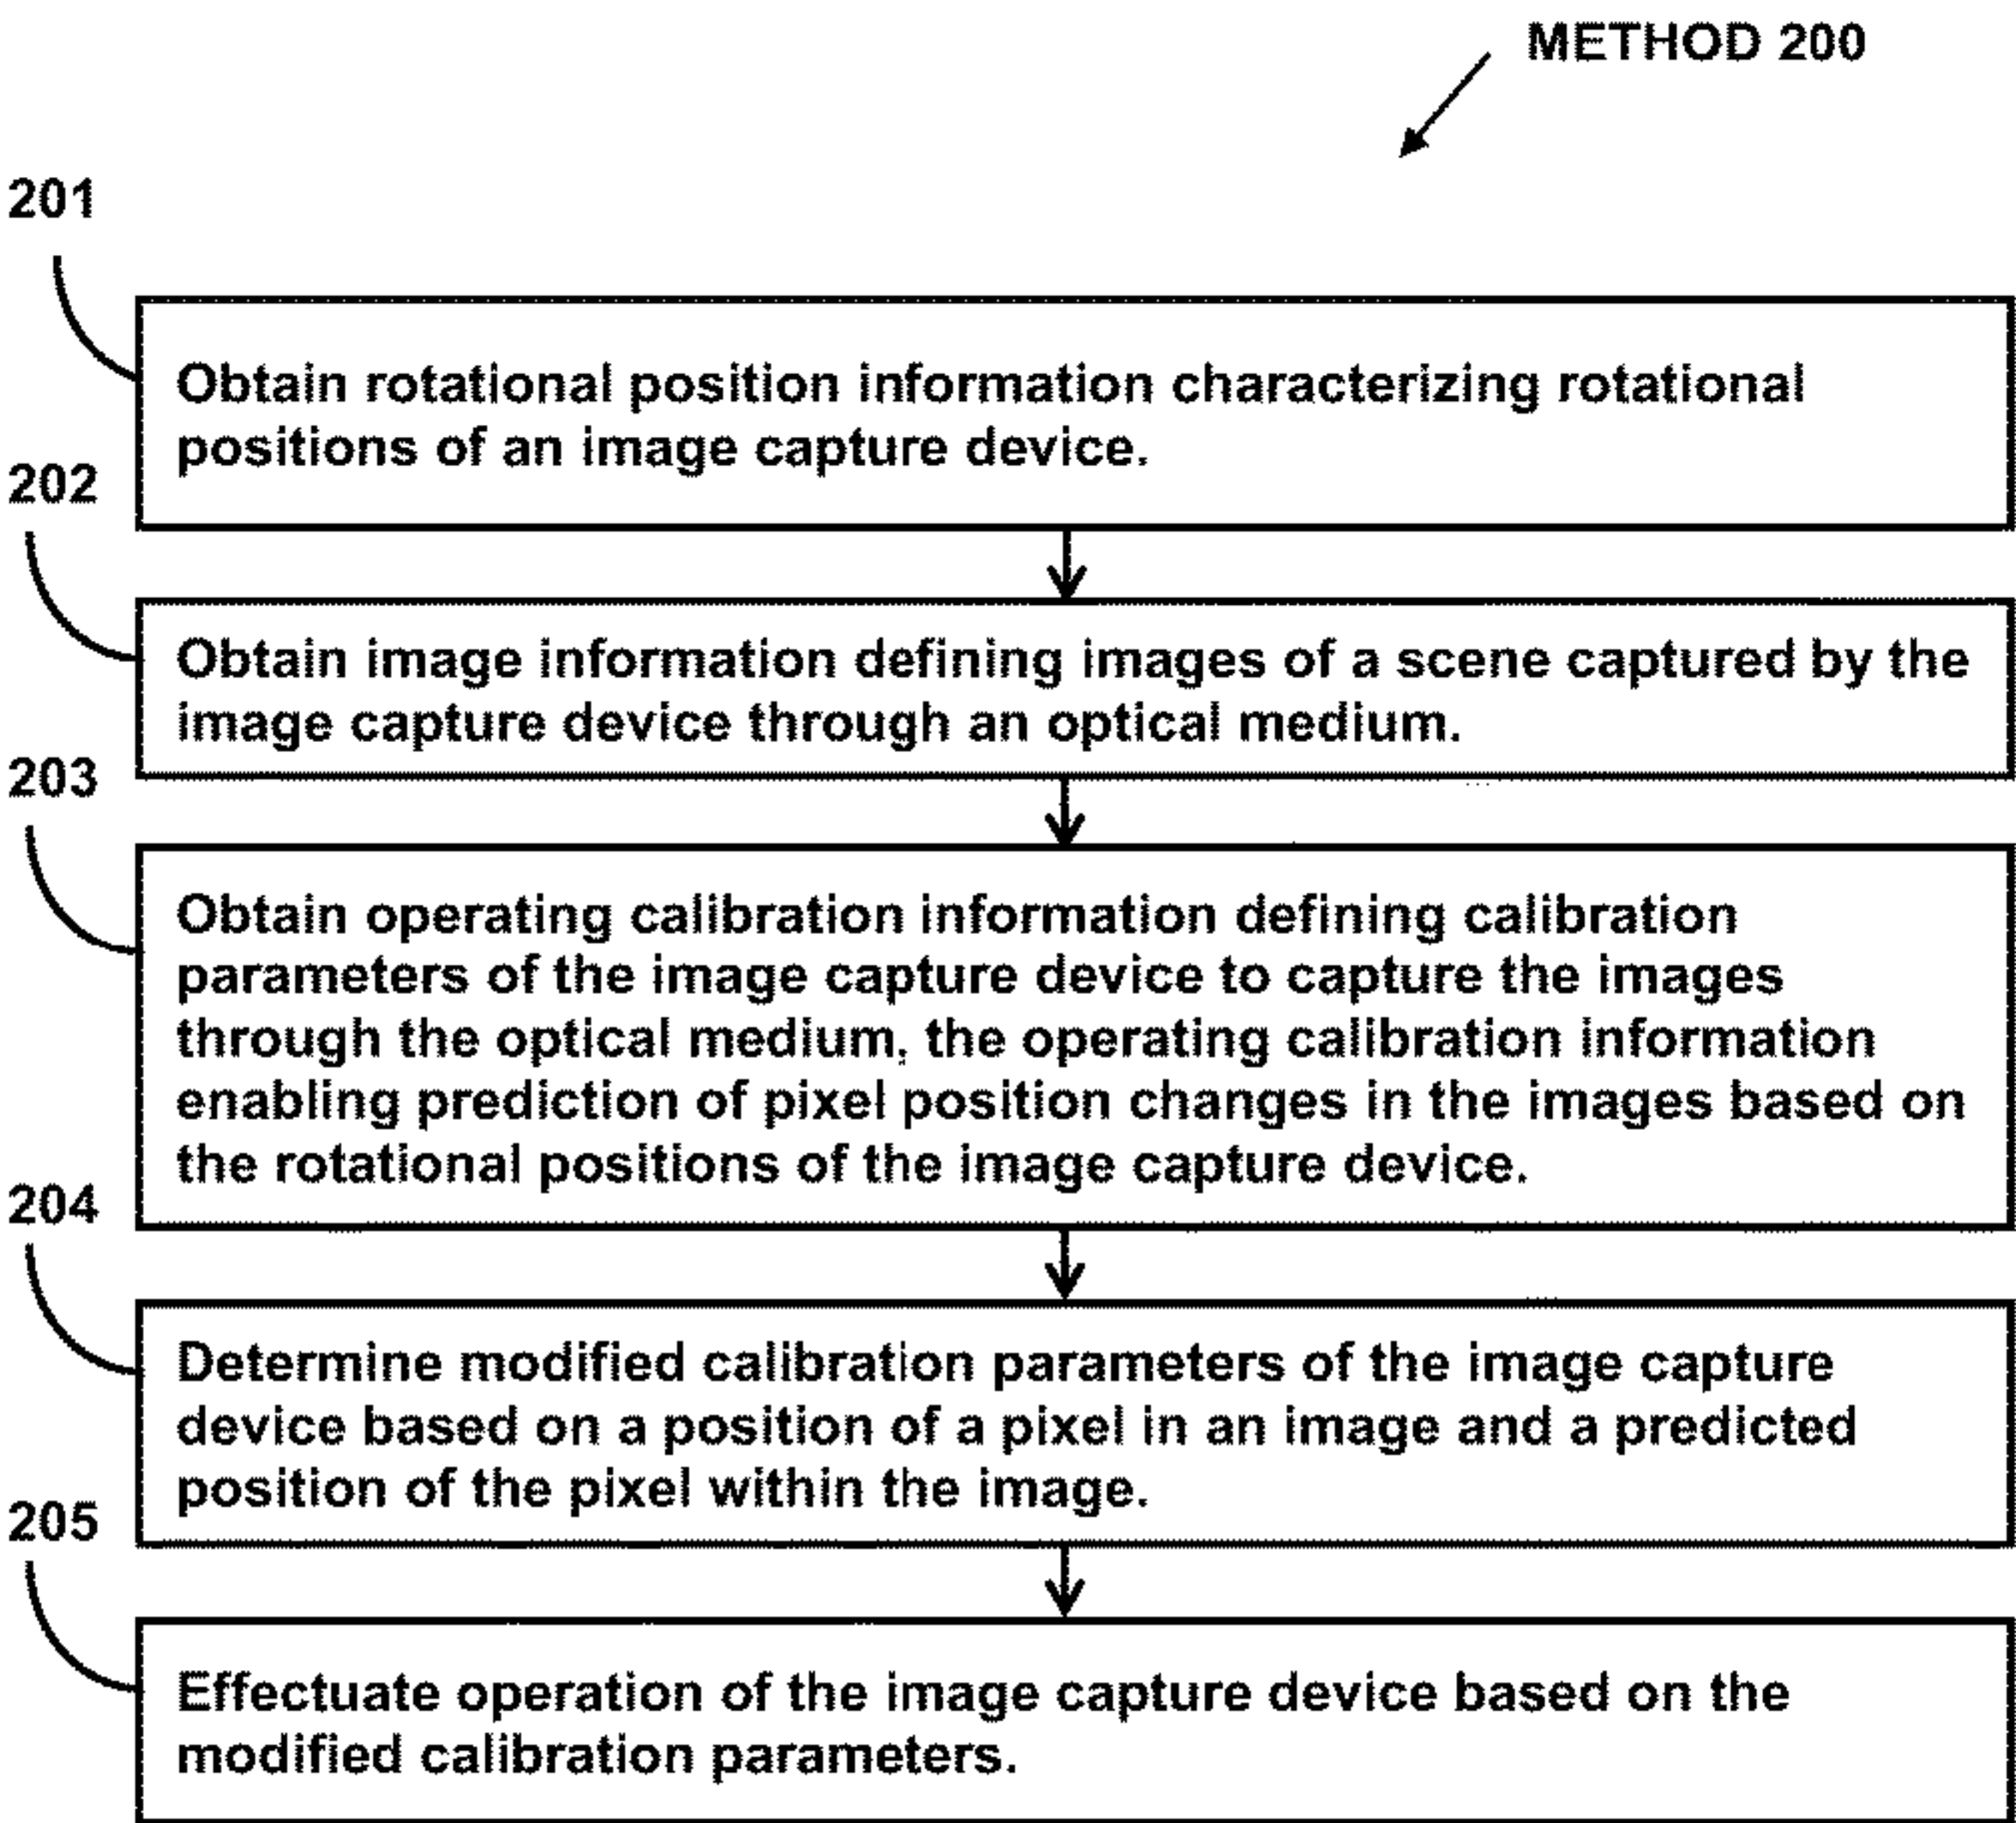 METHOD 200
201
Obtain rotational position information characterizing rotational
positions of an image capture device.
202
Obtain image information defining images of a scene captured by the
image capture device through an optical medium.
203
Obtain operating calibration information defining calibration
parameters of the image capture device to capture the images
through the optical medium, the operating calibration information
enabling prediction of pixel position changes in the images based on
the rotational positions of the image capture device.
204
Determine modified calibration parameters of the image capture
device based on a position of a pixel in an image and a predicted
position of the pixel within the image.
205
Effectuate operation of the image capture device based on the
modified calibration parameters.